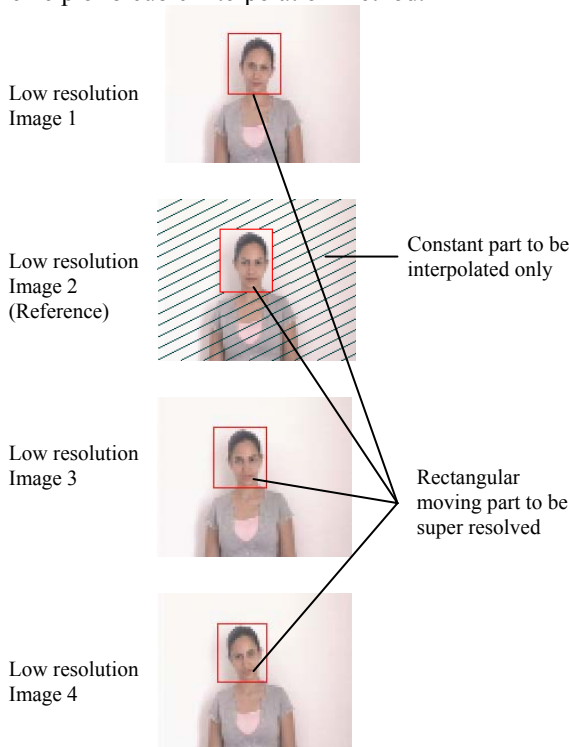 Low resolution
Image 1
Low resolution
Image 2
(Reference)
Constant part to be
interpolated only
Low resolution
Image 3
Rectangular
moving part to be
super resolved
Low resolution
Image 4